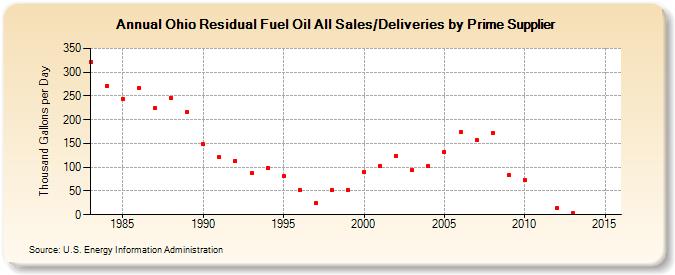 Annual Ohio Residual Fuel Oil All Sales/Deliveries by Prime Supplier
Thousand Gallons per Day
350
300
250
200
150
100
50
0
1985 1990 1995 2000 2005 2010 2015
Source: U.S. Energy Information Administration